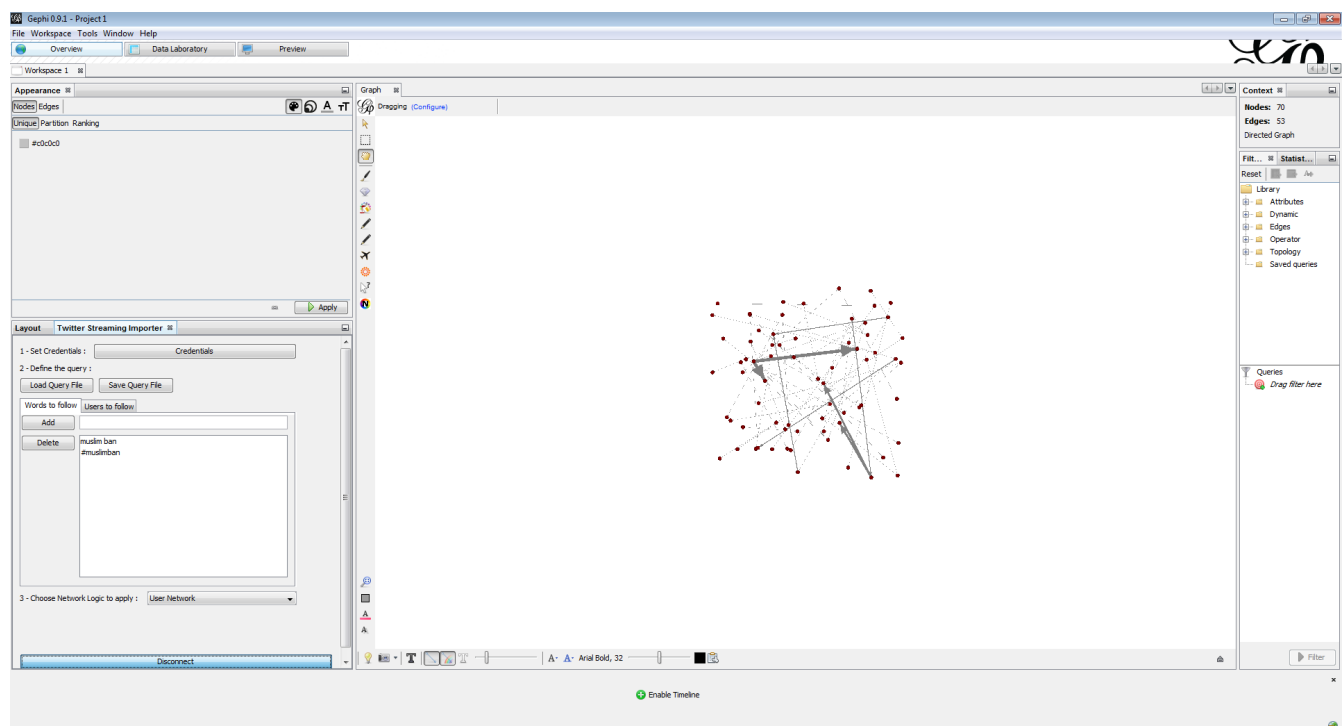 Gephi 0.9.1 - Project 1
File Workspace Tools Window Help
Overview Data Laboratory Preview
Workspace 1
Appearance
Nodes Edges
Unique Partition Ranking
#c0c0c0
Apply
Layout Twitter Streaming Importer
1 - Set Credentials : Credentials
2 - Define the query :
Load Query File Save Query File
Words to follow Users to follow
Add
Delete
muslim ban
#muslimban
3 - Choose Network Logic to apply : User Network
Disconnect
Graph
Dragging (Configure)
A- A- Arial Bold, 32
Context
Nodes: 70
Edges: 53
Directed Graph
Filt... Statist...
Reset
Library
Attributes
Dynamic
Edges
Operator
Topology
Saved queries
Queries
Drag filter here
Filter
Enable Timeline